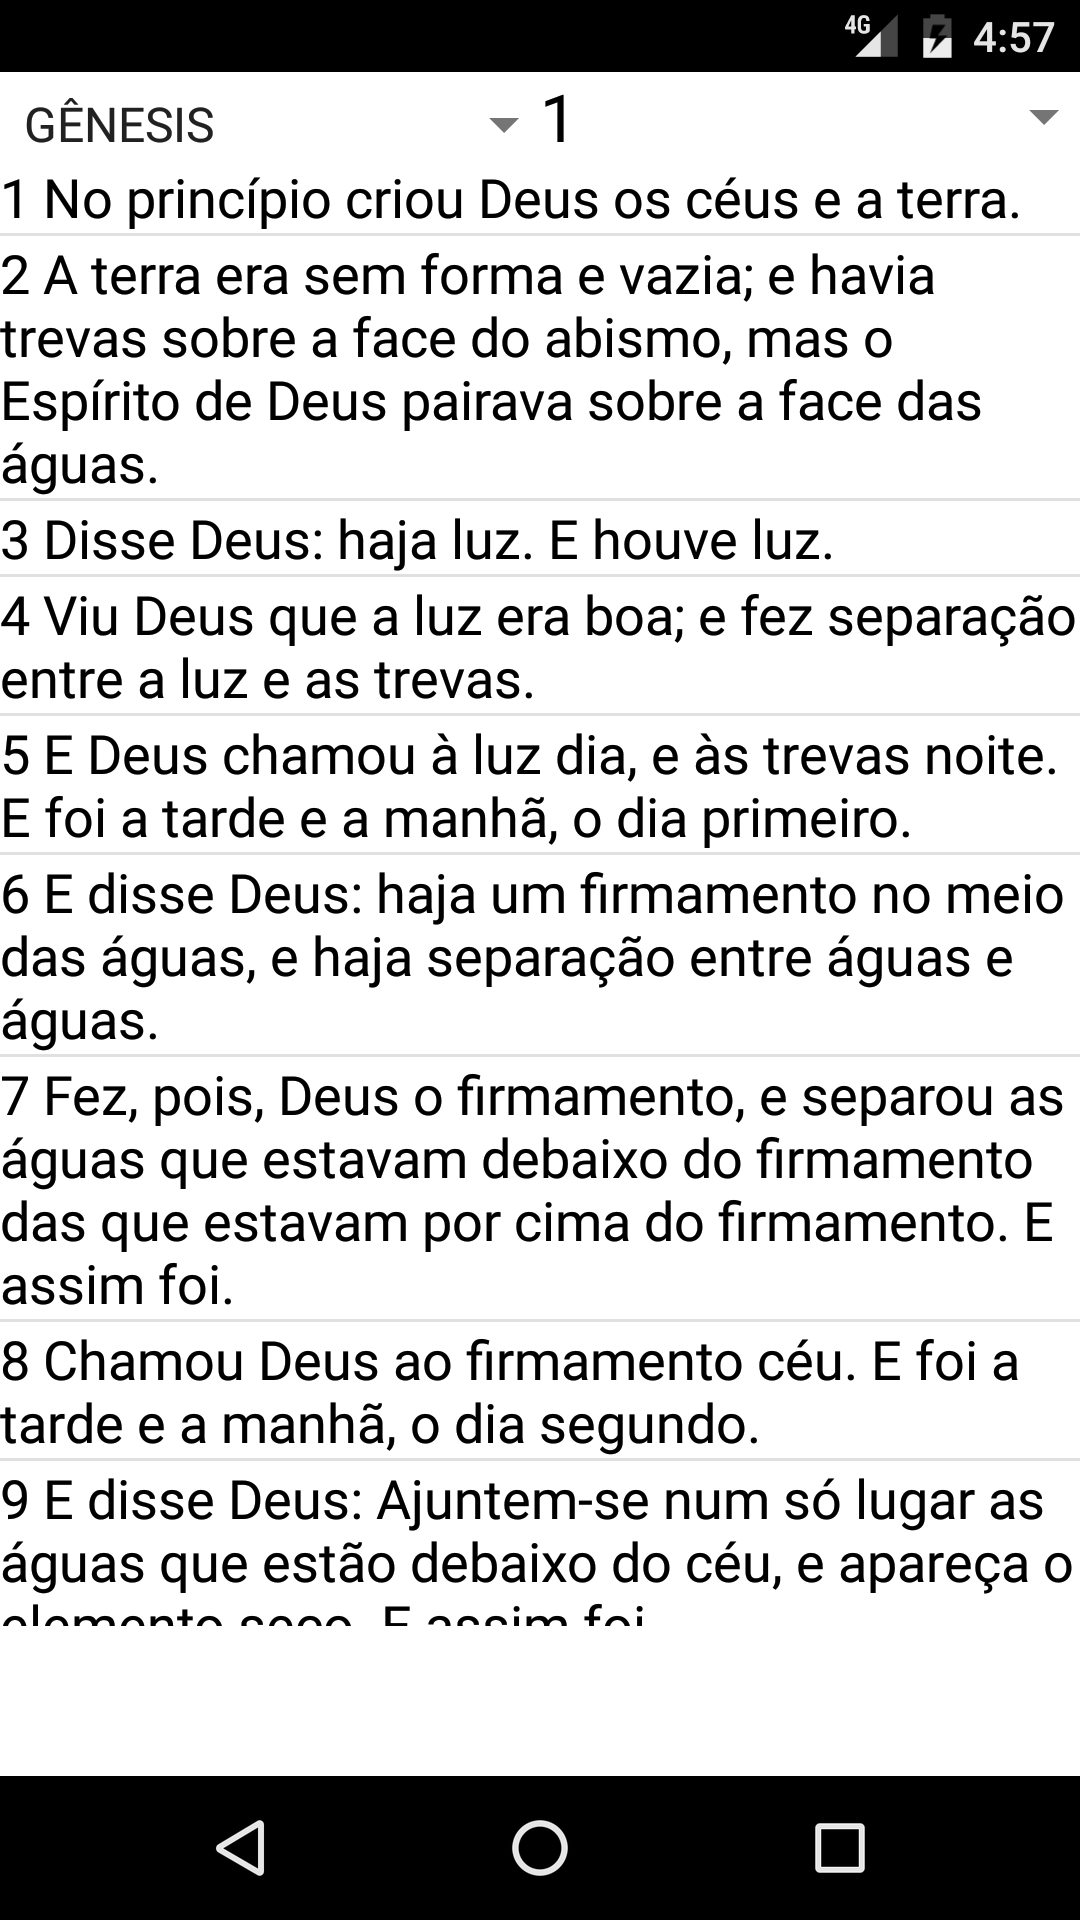 4G 4:57
GÊNESIS 1
1 No princípio criou Deus os céus e a terra.
2 A terra era sem forma e vazia; e havia
trevas sobre a face do abismo, mas o
Espírito de Deus pairava sobre a face das
águas.
3 Disse Deus: haja luz. E houve luz.
4 Viu Deus que a luz era boa; e fez separação
entre a luz e as trevas.
5 E Deus chamou à luz dia, e às trevas noite.
E foi a tarde e a manhã, o dia primeiro.
6 E disse Deus: haja um firmamento no meio
das águas, e haja separação entre águas e
águas.
7 Fez, pois, Deus o firmamento, e separou as
águas que estavam debaixo do firmamento
das que estavam por cima do firmamento. E
assim foi.
8 Chamou Deus ao firmamento céu. E foi a
tarde e a manhã, o dia segundo.
9 E disse Deus: Ajuntem-se num só lugar as
águas que estão debaixo do céu, e apareça o
elemento seco. E assim foi.